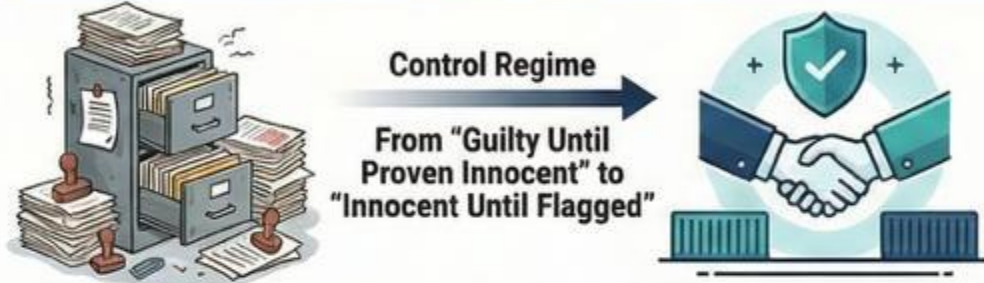 Control Regime
From “Guilty Until
Proven Innocent” to
“Innocent Until Flagged”